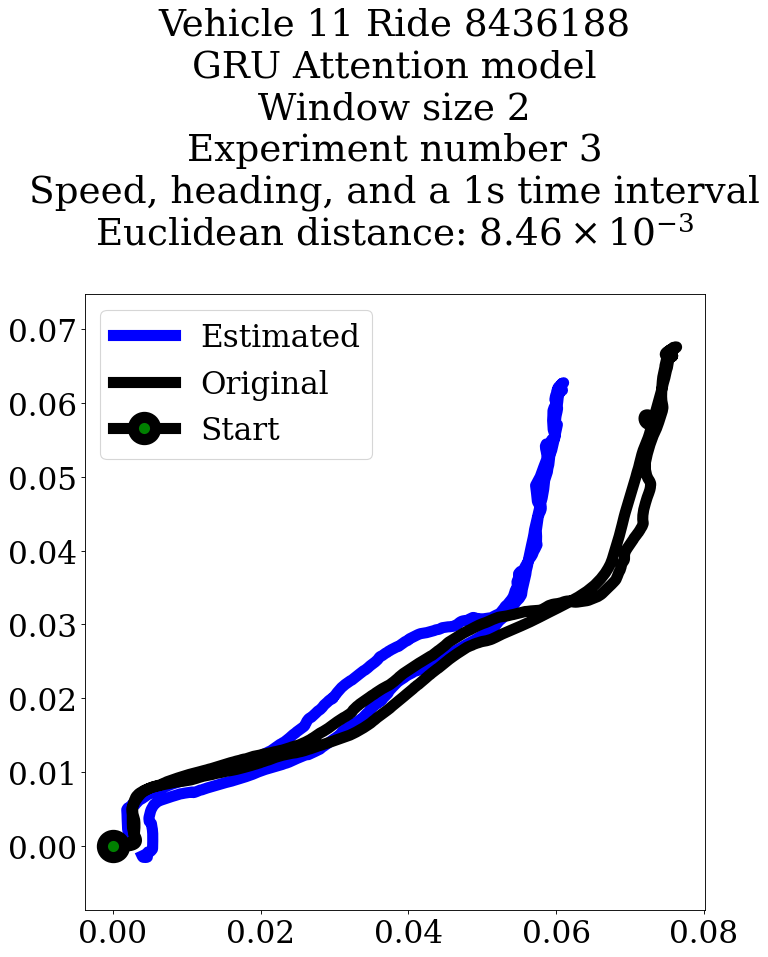 Vehicle 11 Ride 8436188
GRU Attention model
Window size 2
Experiment number 3
Speed, heading, and a 1s time interval
Euclidean distance: 8.46 × 10⁻³
Estimated
Original
Start
0.07
0.06
0.05
0.04
0.03
0.02
0.01
0.00
0.00 0.02 0.04 0.06 0.08